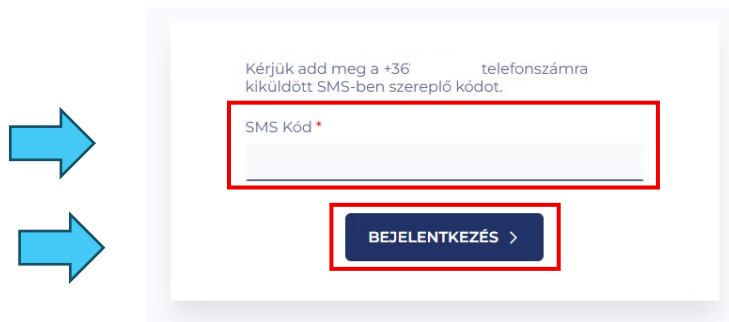 Kérjük add meg a +36 telefonszámra
kiküldött SMS-ben szereplő kódot.
SMS Kód *
BEJELENTKEZÉS >